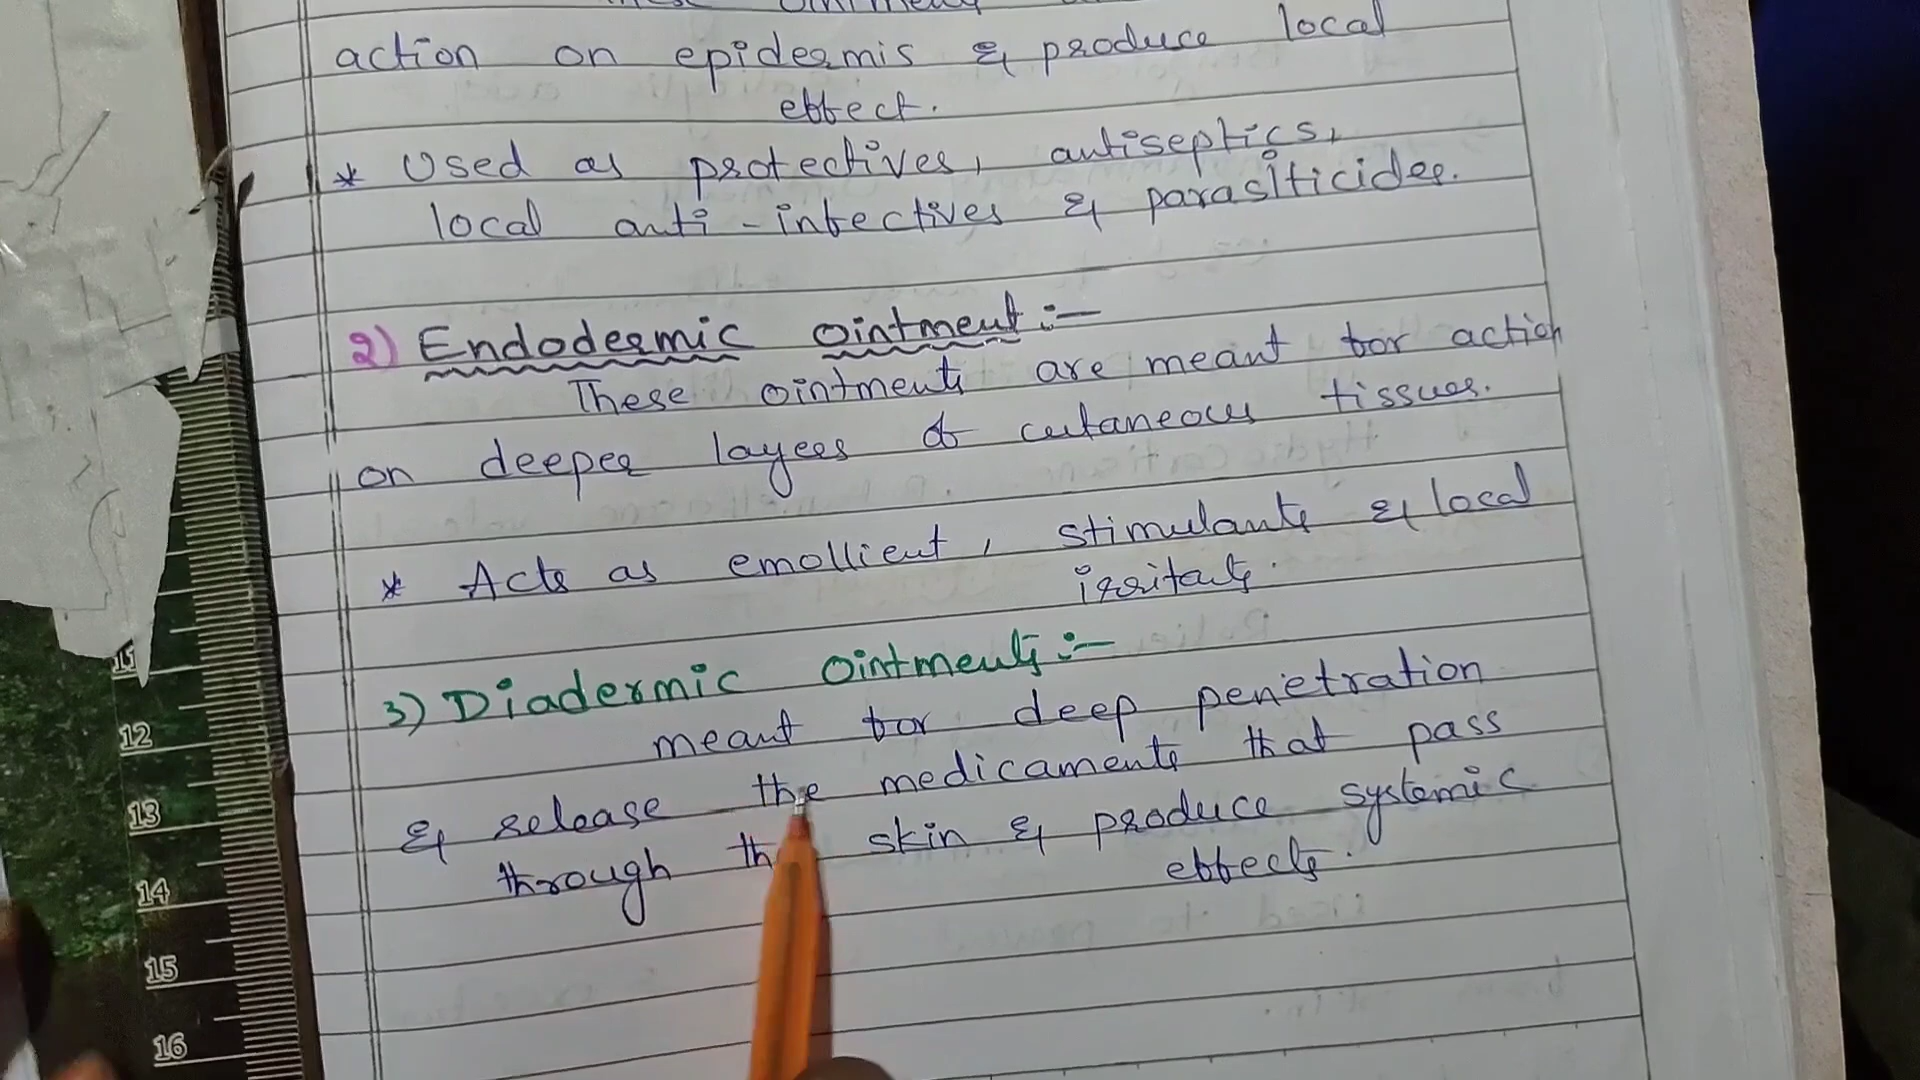 ointments
action on epidermis & produce local
effect.
* Used as protectives, antiseptics,
local anti-infectives & parasiticides.
2) Endodermic Ointment :-
These ointments are meant for action
on deeper layers of cutaneous tissues.
* Acts as emollient, stimulants & local
irritants.
3) Diadermic Ointments :-
meant for deep penetration
& release the medicaments that pass
through the skin & produce systemic
effects.
11
12
13
14
15
16